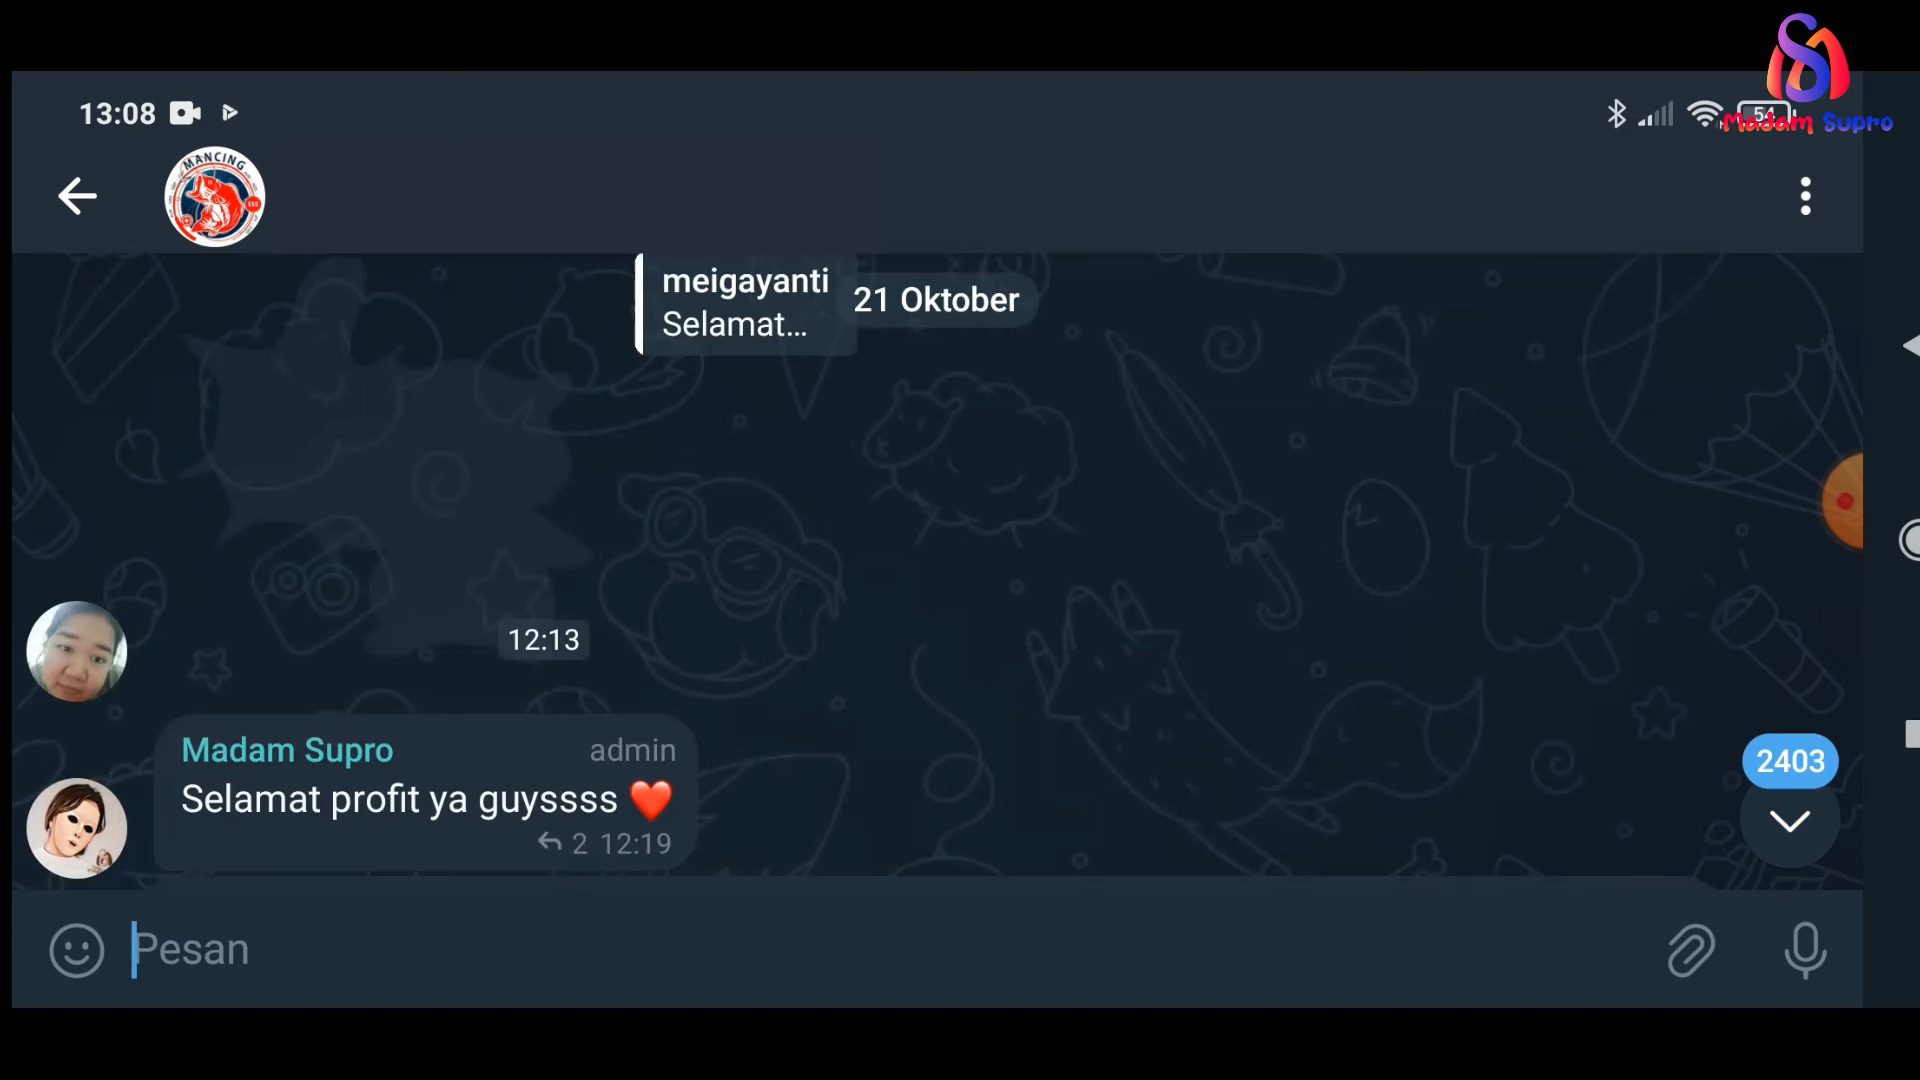 Madam Supro
13:08
54
MANCING
meigayanti
Selamat...
21 Oktober
12:13
Madam Supro admin
Selamat profit ya guyssss ❤️
2 12:19
2403
Pesan